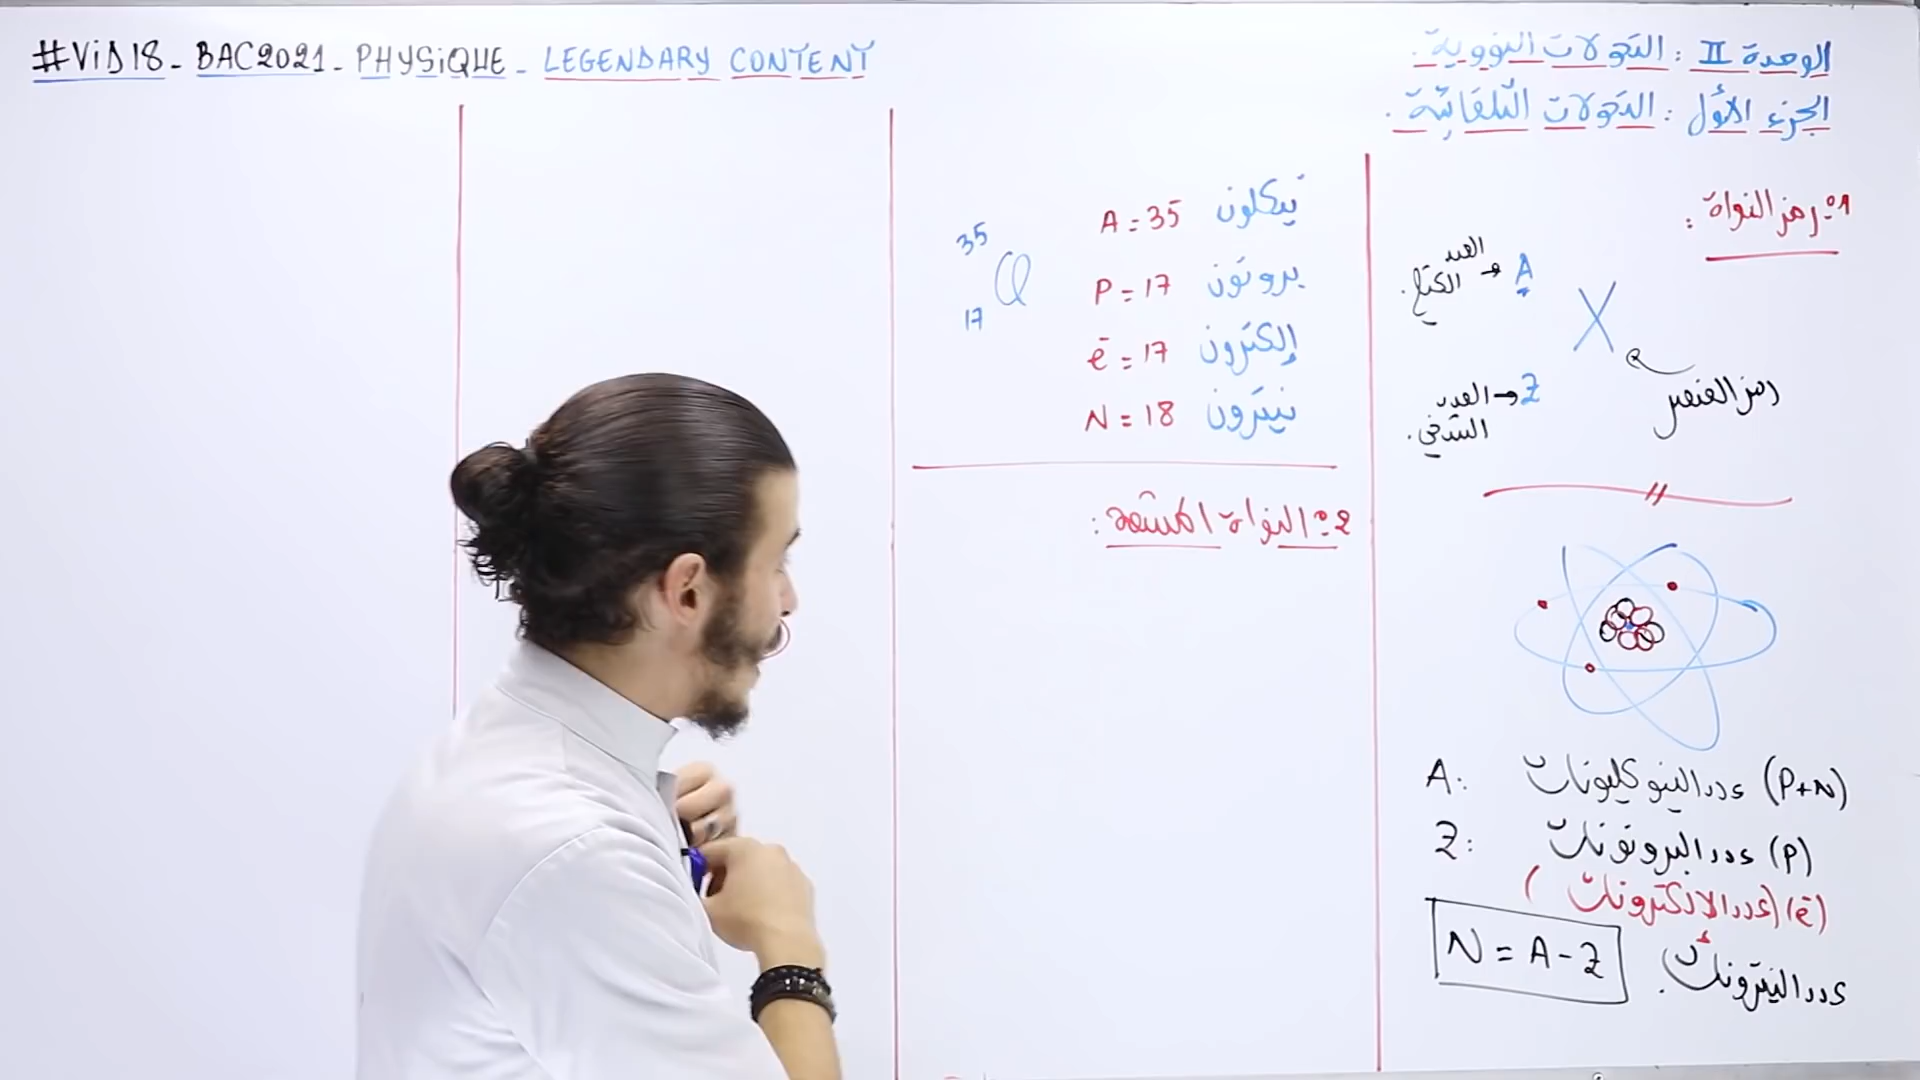 #ViD18 - BAC2021 - PHYSiQUE - LEGENDARY CONTENT
الوحدة II : التحولات النووية.
الجزء الأول : التحولات التلقائية.
1°- رمز النواة :
العدد الكتلي. ← A
X
رمز العنصر
العدد الشحني. ← Z
A : عدد النيوكليونات (P+N)
Z : عدد البروتونات (P)
(عدد الإلكترونات) (e-)
عدد النيترونات. N = A - Z
نيكلون A = 35
بروتون P = 17
إلكترون e- = 17
نيترون N = 18
35
Cl
17
2°- النواة المشعة :